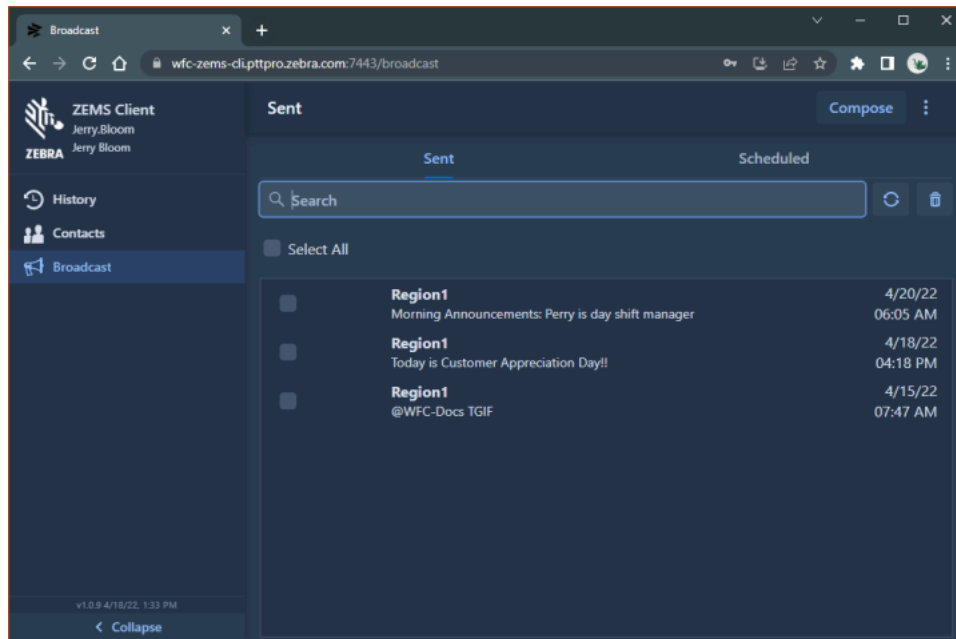 Broadcast
wfc-zems-cli.pttpro.zebra.com:7443/broadcast
ZEMS Client
Jerry.Bloom
Jerry Bloom
ZEBRA
History
Contacts
Broadcast
v1.0.9 4/18/22, 1:33 PM
Collapse
Sent
Compose
Sent Scheduled
Search
Select All
Region1 4/20/22
Morning Announcements: Perry is day shift manager 06:05 AM
Region1 4/18/22
Today is Customer Appreciation Day!! 04:18 PM
Region1 4/15/22
@WFC-Docs TGIF 07:47 AM